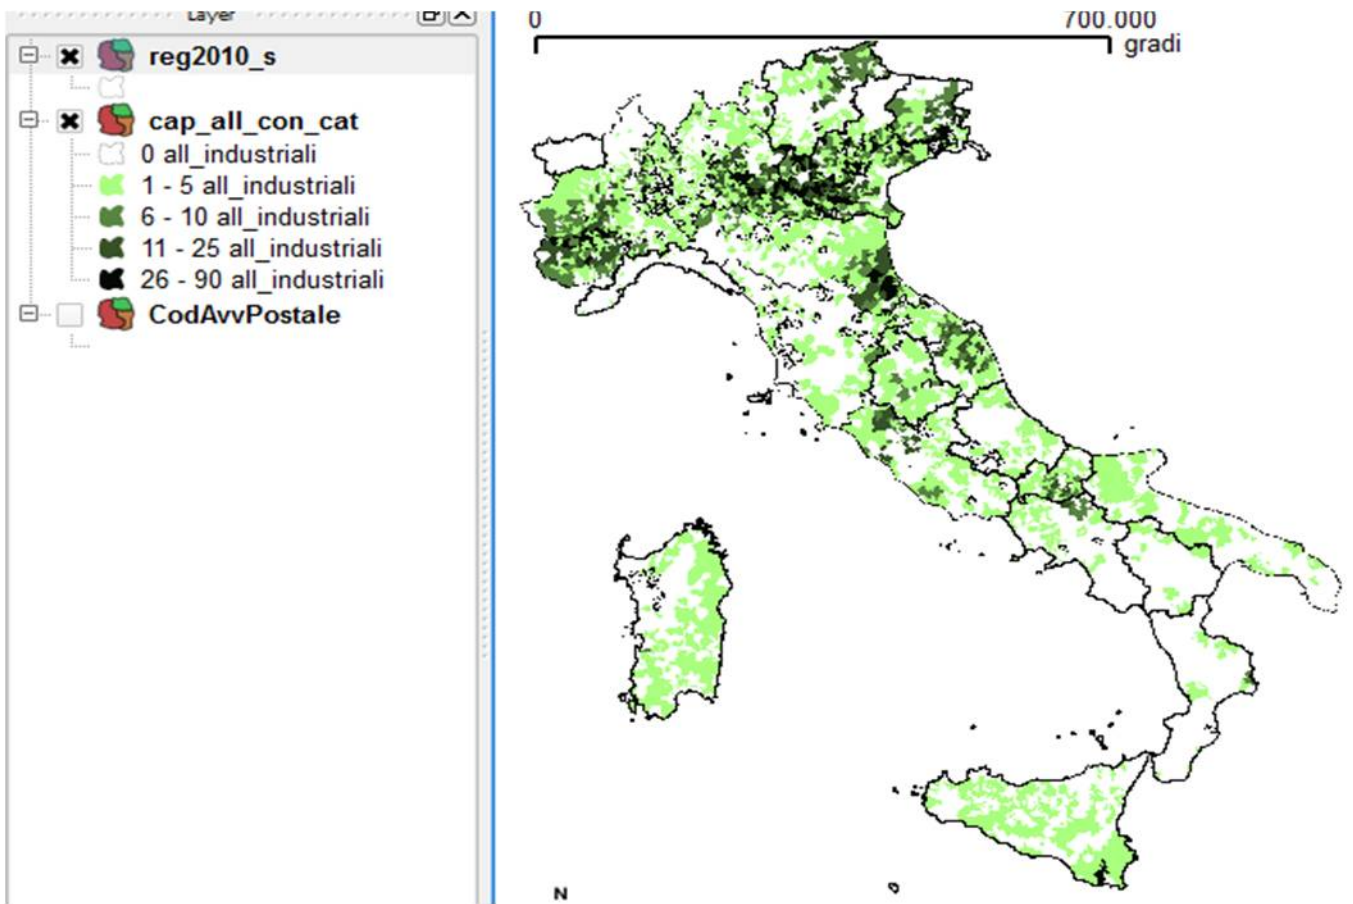 Layer
reg2010_s
cap_all_con_cat
0 all_industriali
1 - 5 all_industriali
6 - 10 all_industriali
11 - 25 all_industriali
26 - 90 all_industriali
CodAvvPostale
0 700.000
gradi
N